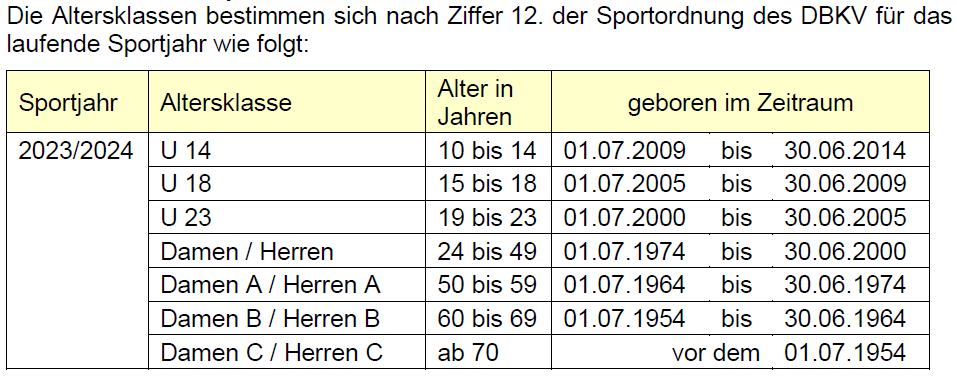 Die Altersklassen bestimmen sich nach Ziffer 12. der Sportordnung des DBKV für das
laufende Sportjahr wie folgt:
Sportjahr Altersklasse Alter in Jahren geboren im Zeitraum
2023/2024 U 14 10 bis 14 01.07.2009 bis 30.06.2014
U 18 15 bis 18 01.07.2005 bis 30.06.2009
U 23 19 bis 23 01.07.2000 bis 30.06.2005
Damen / Herren 24 bis 49 01.07.1974 bis 30.06.2000
Damen A / Herren A 50 bis 59 01.07.1964 bis 30.06.1974
Damen B / Herren B 60 bis 69 01.07.1954 bis 30.06.1964
Damen C / Herren C ab 70 vor dem 01.07.1954